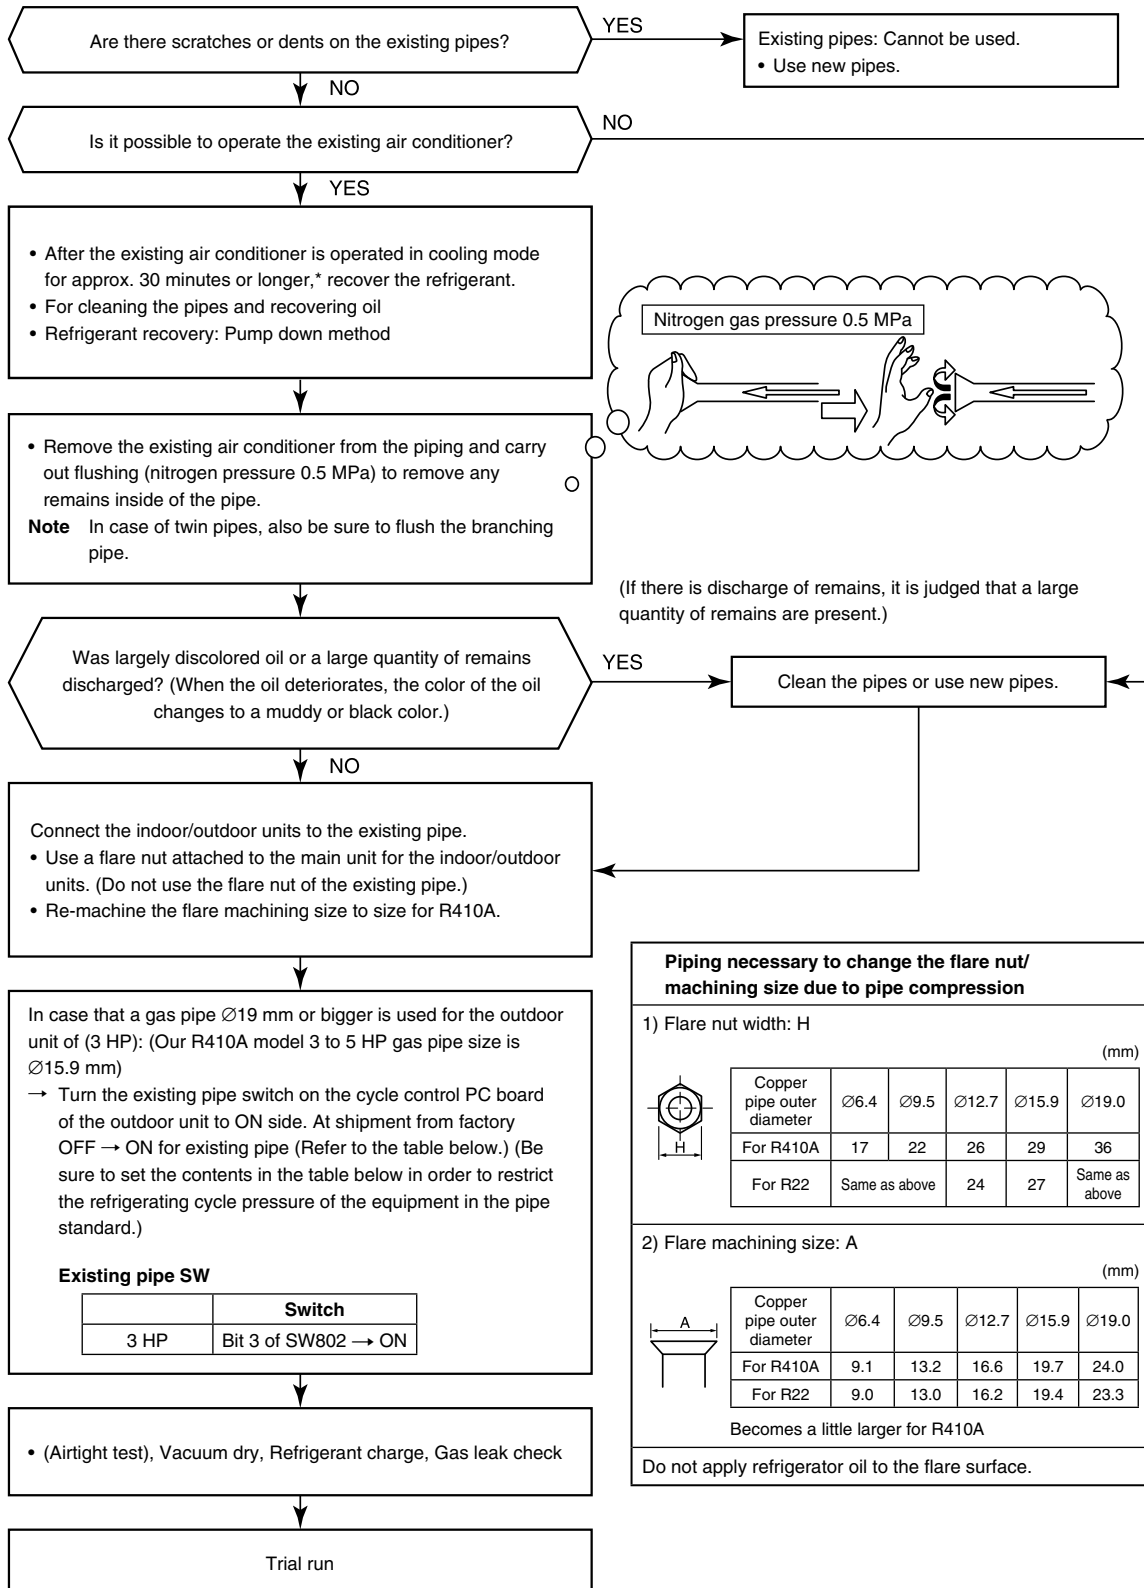 Are there scratches or dents on the existing pipes?
YES
Existing pipes: Cannot be used.
• Use new pipes.
NO
Is it possible to operate the existing air conditioner?
NO
YES
• After the existing air conditioner is operated in cooling mode
for approx. 30 minutes or longer,* recover the refrigerant.
• For cleaning the pipes and recovering oil
• Refrigerant recovery: Pump down method
Nitrogen gas pressure 0.5 MPa
• Remove the existing air conditioner from the piping and carry
out flushing (nitrogen pressure 0.5 MPa) to remove any
remains inside of the pipe.
Note In case of twin pipes, also be sure to flush the branching
pipe.
(If there is discharge of remains, it is judged that a large
quantity of remains are present.)
Was largely discolored oil or a large quantity of remains
discharged? (When the oil deteriorates, the color of the oil
changes to a muddy or black color.)
YES
Clean the pipes or use new pipes.
NO
Connect the indoor/outdoor units to the existing pipe.
• Use a flare nut attached to the main unit for the indoor/outdoor
units. (Do not use the flare nut of the existing pipe.)
• Re-machine the flare machining size to size for R410A.
In case that a gas pipe Ø19 mm or bigger is used for the outdoor
unit of (3 HP): (Our R410A model 3 to 5 HP gas pipe size is
Ø15.9 mm)
→ Turn the existing pipe switch on the cycle control PC board
of the outdoor unit to ON side. At shipment from factory
OFF → ON for existing pipe (Refer to the table below.) (Be
sure to set the contents in the table below in order to restrict
the refrigerating cycle pressure of the equipment in the pipe
standard.)
Existing pipe SW
Switch
3 HP Bit 3 of SW802 → ON
• (Airtight test), Vacuum dry, Refrigerant charge, Gas leak check
Trial run
Piping necessary to change the flare nut/
machining size due to pipe compression
1) Flare nut width: H
(mm)
H
Copper
pipe outer
diameter
Ø6.4 Ø9.5 Ø12.7 Ø15.9 Ø19.0
For R410A 17 22 26 29 36
For R22 Same as above 24 27 Same as
above
2) Flare machining size: A
(mm)
A
Copper
pipe outer
diameter
Ø6.4 Ø9.5 Ø12.7 Ø15.9 Ø19.0
For R410A 9.1 13.2 16.6 19.7 24.0
For R22 9.0 13.0 16.2 19.4 23.3
Becomes a little larger for R410A
Do not apply refrigerator oil to the flare surface.